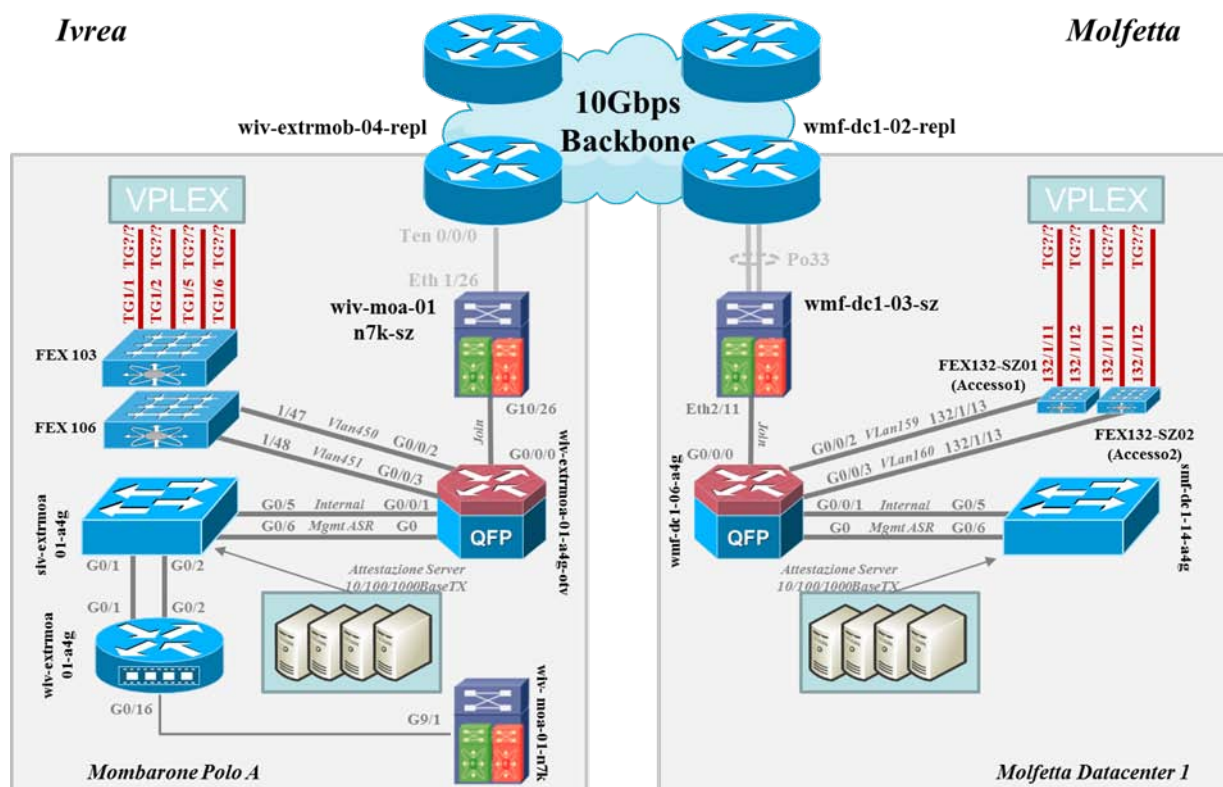 Ivrea
Molfetta
10Gbps
Backbone
wiv-extrmob-04-repl
wmf-dc1-02-repl
VPLEX
TG?/?
TG?/?
TG?/?
TG?/?
TG1/1
TG1/2
TG1/5
TG1/6
FEX 103
FEX 106
Ten 0/0/0
Eth 1/26
wiv-moa-01
n7k-sz
G10/26
Join
G0/0/0
1/47
Vlan450
G0/0/2
1/48
Vlan451
G0/0/3
G0/5
Internal
G0/0/1
G0/6
Mgmt ASR
G0
QFP
wiv-extrmoa-01-a4g-otv
siv-extrmoa
01-a4g
G0/1
G0/2
G0/1
G0/2
wiv-extrmoa
01-a4g
Attestazione Server
10/100/1000BaseTX
G0/16
G9/1
wiv-
moa-01-n7k
Mombarone Polo A
VPLEX
TG?/?
TG?/?
TG?/?
TG?/?
132/1/11
132/1/12
132/1/11
132/1/12
Po33
wmf-dc1-03-sz
FEX132-SZ01
(Accesso1)
Eth2/11
Join
G0/0/0
G0/0/2
VLan159
132/1/13
G0/0/3
VLan160
132/1/13
FEX132-SZ02
(Accesso2)
G0/0/1
Internal
G0/5
G0
Mgmt ASR
G0/6
QFP
wmf-dc1-06-a4g
smf-dc1-14-a4g
Attestazione Server
10/100/1000BaseTX
Molfetta Datacenter 1